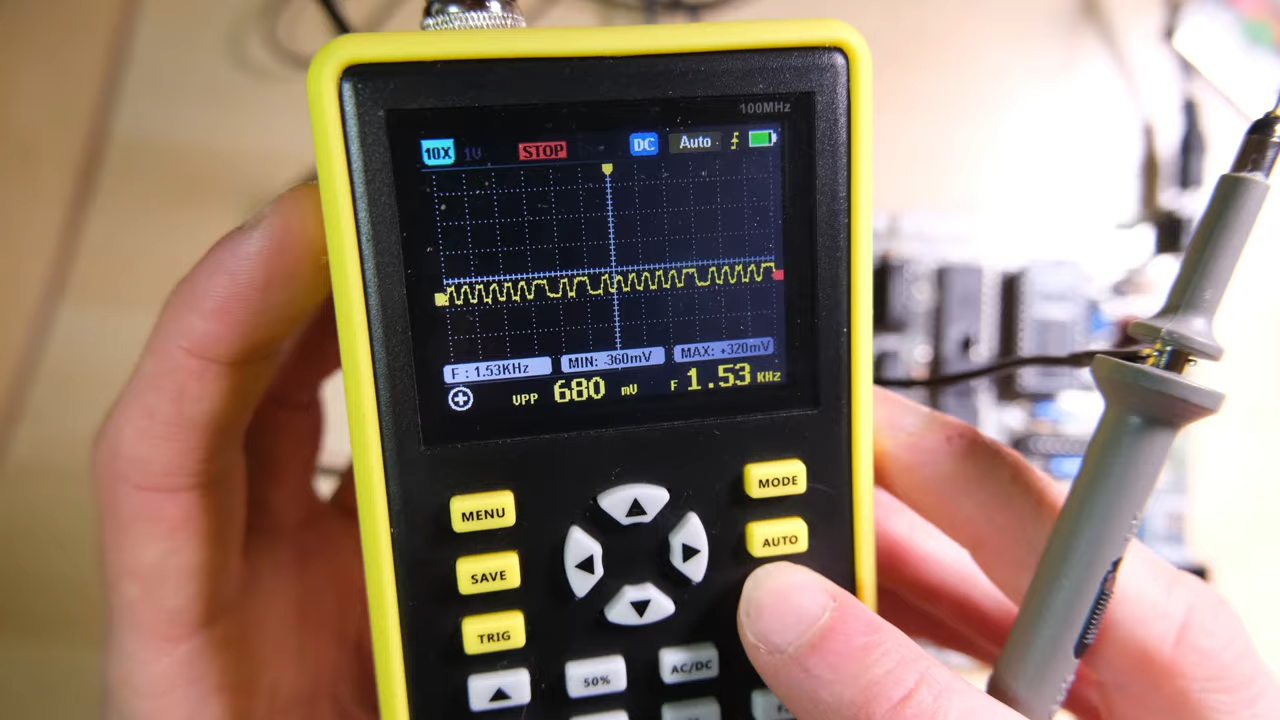 100MHz
10X 1V STOP DC Auto
F : 1.53KHz MIN: -360mV MAX: +320mV
VPP 680 mV F 1.53 KHz
MODE
MENU
AUTO
SAVE
TRIG
50% AC/DC